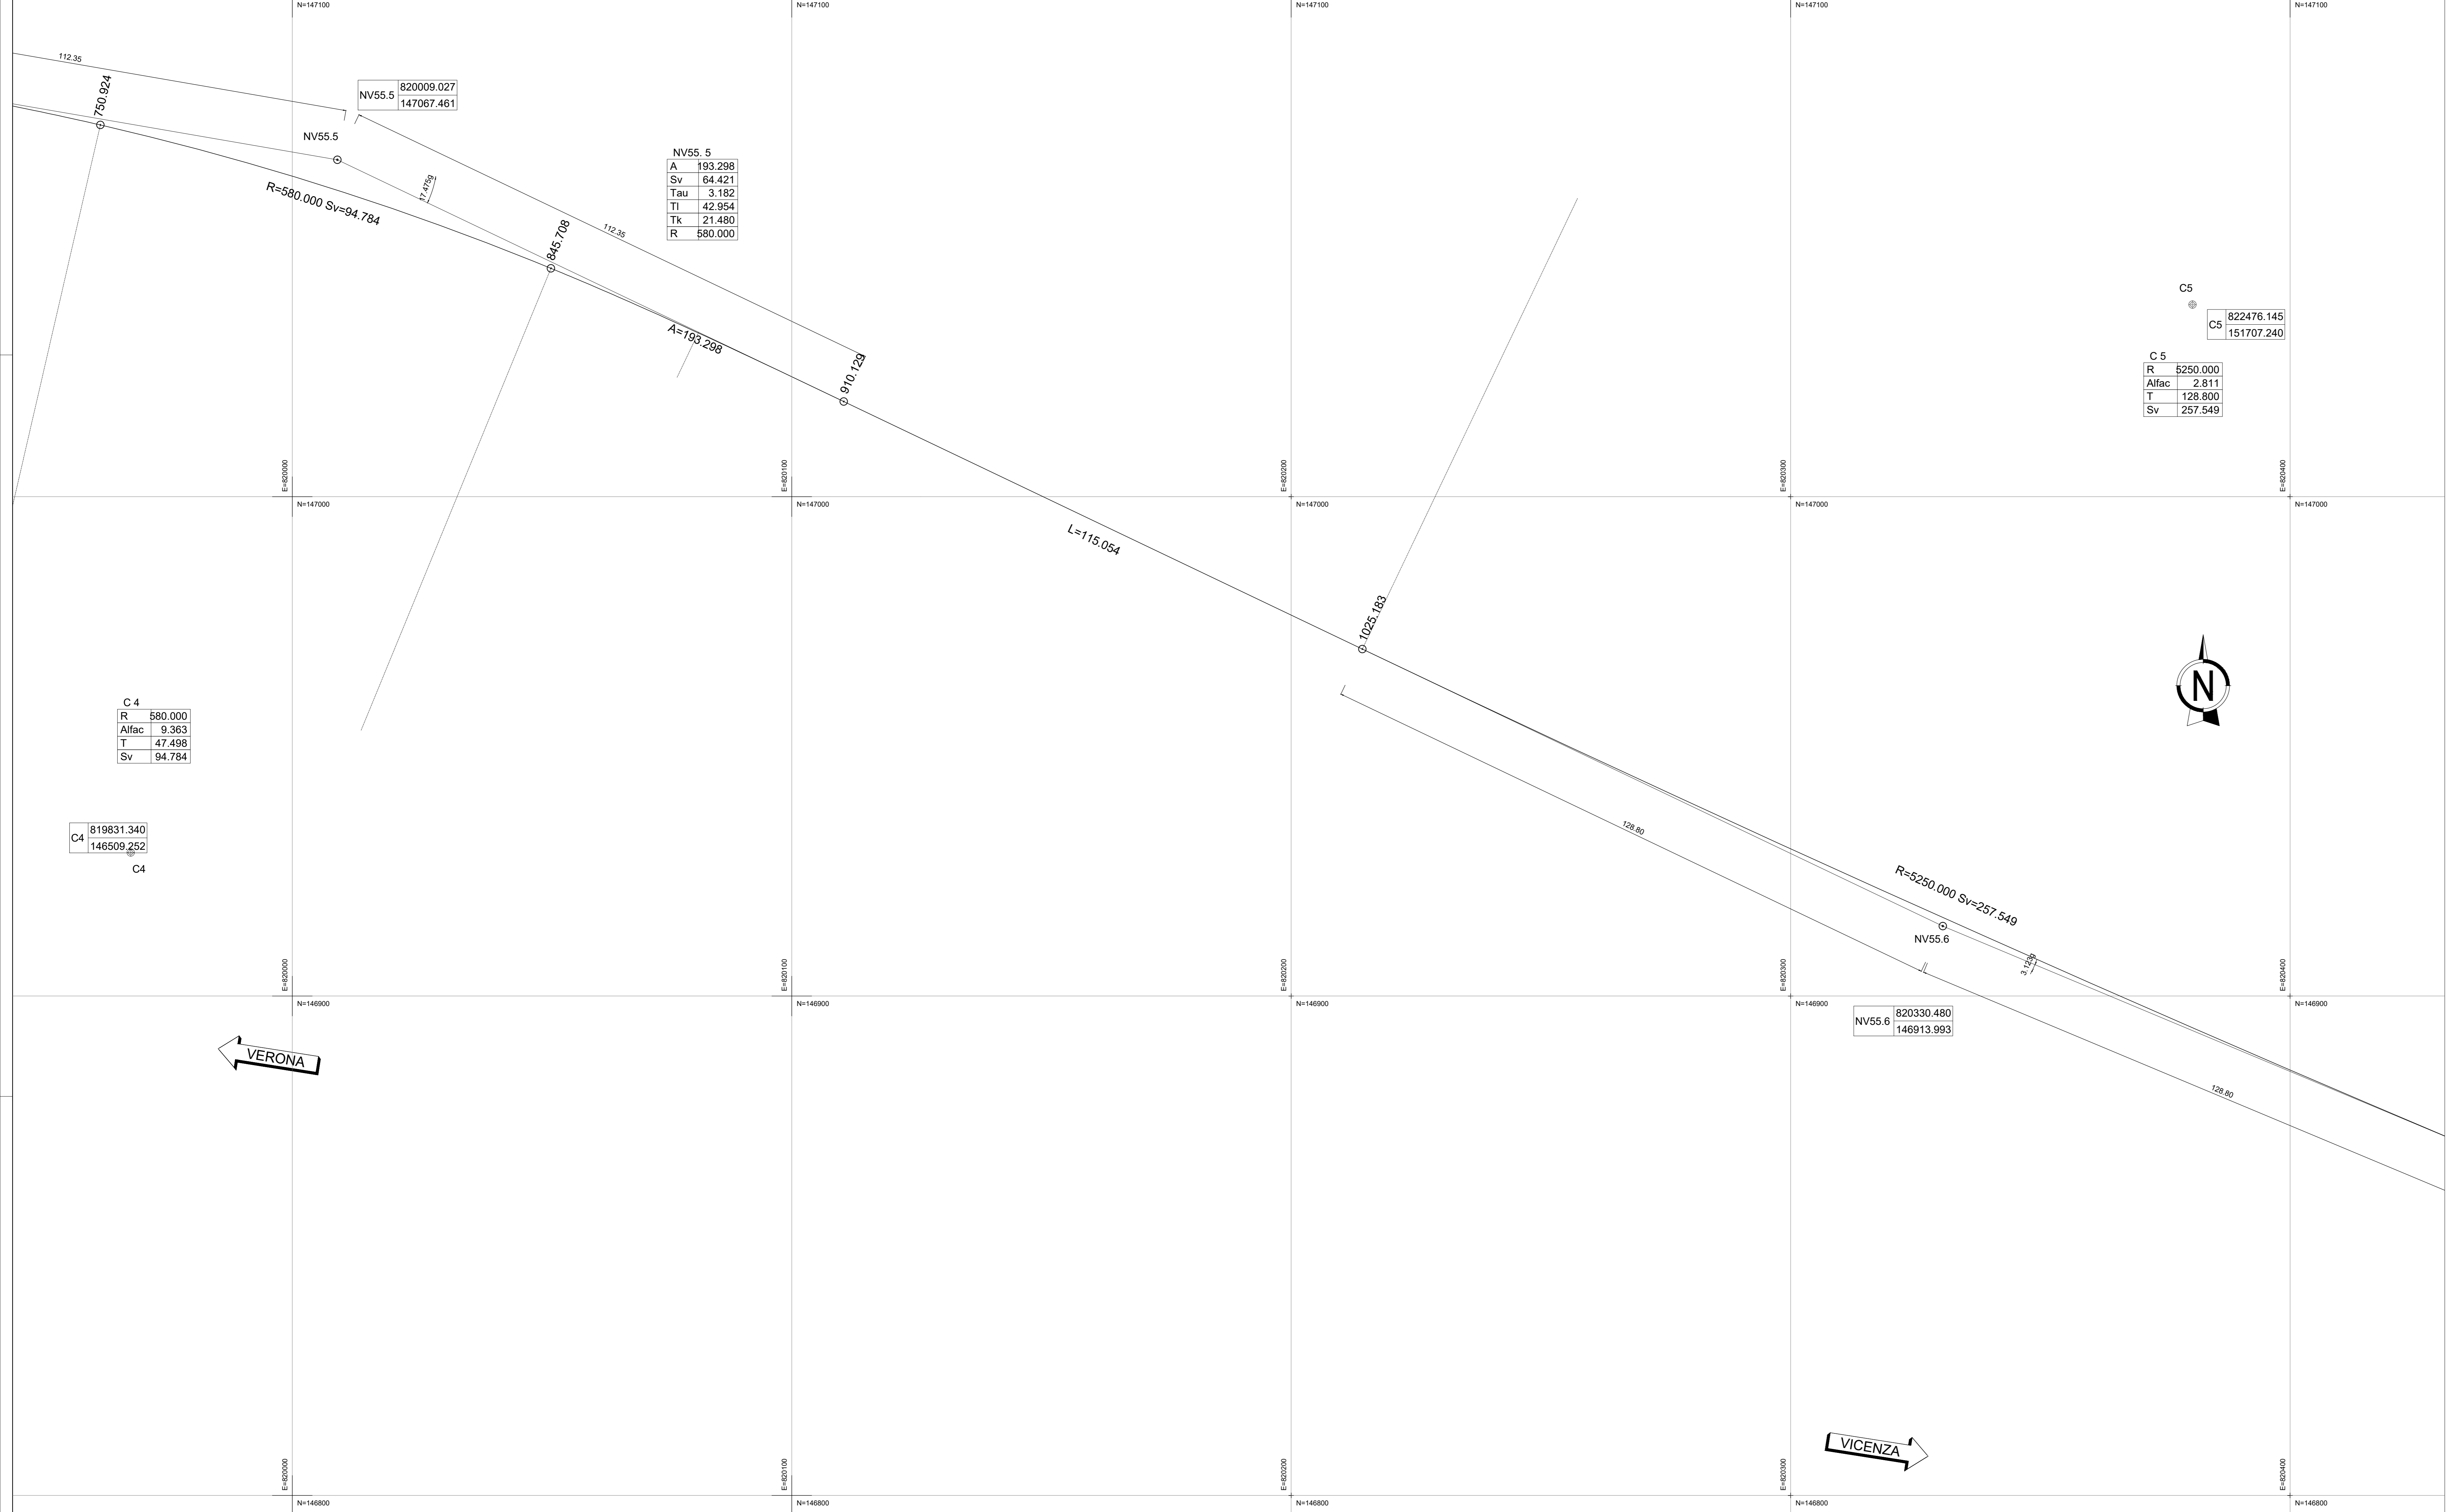 N=147100
N=147100
N=147100
N=147100
N=147100
112.35
750.924
NV55.5
820009.027
147067.461
NV55.5
NV55. 5
A 193.298
Sv 64.421
Tau 3.182
Tl 42.954
Tk 21.480
R 580.000
17.475g
R=580.000 Sv=94.784
845.708
112.35
A=193.298
910.129
C5
C5
822476.145
151707.240
C 5
R 5250.000
Alfac 2.811
T 128.800
Sv 257.549
E=820000
E=820100
E=820200
E=820300
E=820400
N=147000
N=147000
N=147000
N=147000
N=147000
L=115.054
1025.183
N
C 4
R 580.000
Alfac 9.363
T 47.498
Sv 94.784
C4
819831.340
146509.252
C4
128.80
R=5250.000 Sv=257.549
NV55.6
3.123g
E=820000
E=820100
E=820200
E=820300
E=820400
N=146900
N=146900
N=146900
N=146900
N=146900
NV55.6
820330.480
146913.993
VERONA
128.80
VICENZA
E=820000
E=820100
E=820200
E=820300
E=820400
N=146800
N=146800
N=146800
N=146800
N=146800